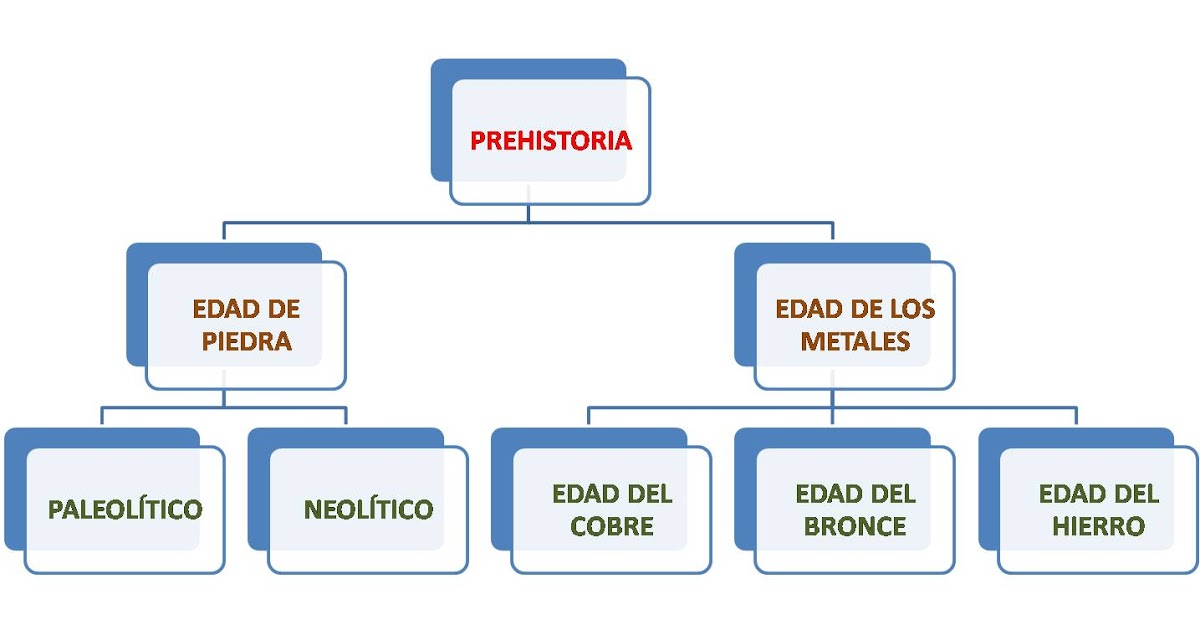 PREHISTORIA
EDAD DE
PIEDRA
EDAD DE LOS
METALES
PALEOLÍTICO
NEOLÍTICO
EDAD DEL
COBRE
EDAD DEL
BRONCE
EDAD DEL
HIERRO